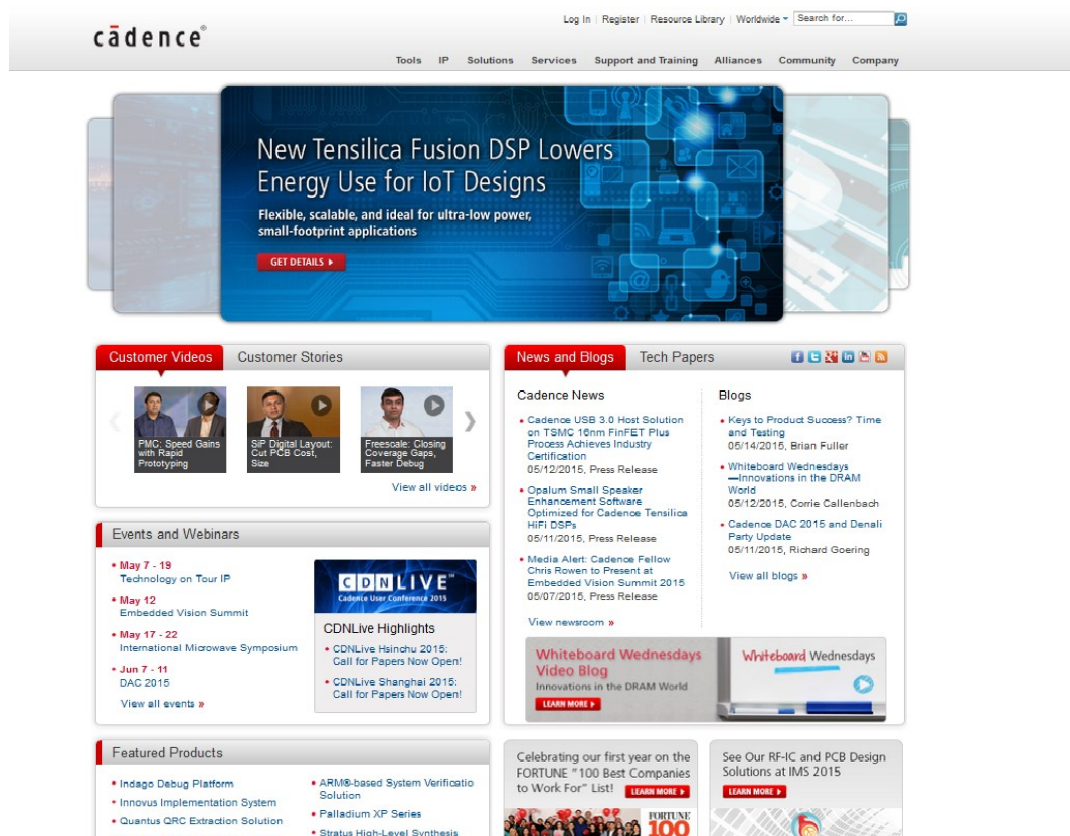 cādence®
Log In | Register | Resource Library | Worldwide
Search for...
Tools IP Solutions Services Support and Training Alliances Community Company
New Tensilica Fusion DSP Lowers
Energy Use for IoT Designs
Flexible, scalable, and ideal for ultra-low power,
small-footprint applications
GET DETAILS
Customer Videos Customer Stories
PMC: Speed Gains
with Rapid
Prototyping
SiP Digital Layout:
Cut PCB Cost,
Size
Freescale: Closing
Coverage Gaps,
Faster Debug
View all videos »
Events and Webinars
• May 7 - 19
Technology on Tour IP
• May 12
Embedded Vision Summit
• May 17 - 22
International Microwave Symposium
• Jun 7 - 11
DAC 2015
View all events »
CDNLIVE™
Cadence User Conference 2015
CDNLive Highlights
• CDNLive Hsinchu 2015:
Call for Papers Now Open!
• CDNLive Shanghai 2015:
Call for Papers Now Open!
News and Blogs Tech Papers
Cadence News
• Cadence USB 3.0 Host Solution
on TSMC 16nm FinFET Plus
Process Achieves Industry
Certification
05/12/2015, Press Release
• Opalum Small Speaker
Enhancement Software
Optimized for Cadence Tensilica
HiFi DSPs
05/11/2015, Press Release
• Media Alert: Cadence Fellow
Chris Rowen to Present at
Embedded Vision Summit 2015
05/07/2015, Press Release
View newsroom »
Blogs
• Keys to Product Success? Time
and Testing
05/14/2015, Brian Fuller
• Whiteboard Wednesdays
—Innovations in the DRAM
World
05/12/2015, Corrie Callenbach
• Cadence DAC 2015 and Denali
Party Update
05/11/2015, Richard Goering
View all blogs »
Whiteboard Wednesdays
Video Blog
Innovations in the DRAM World
LEARN MORE
Whiteboard Wednesdays
Featured Products
• Indago Debug Platform
• Innovus Implementation System
• Quantus QRC Extraction Solution
• ARM®-based System Verificatio
Solution
• Palladium XP Series
• Stratus High-Level Synthesis
Celebrating our first year on the
FORTUNE "100 Best Companies
to Work For" List! LEARN MORE
FORTUNE
100
See Our RF-IC and PCB Design
Solutions at IMS 2015
LEARN MORE